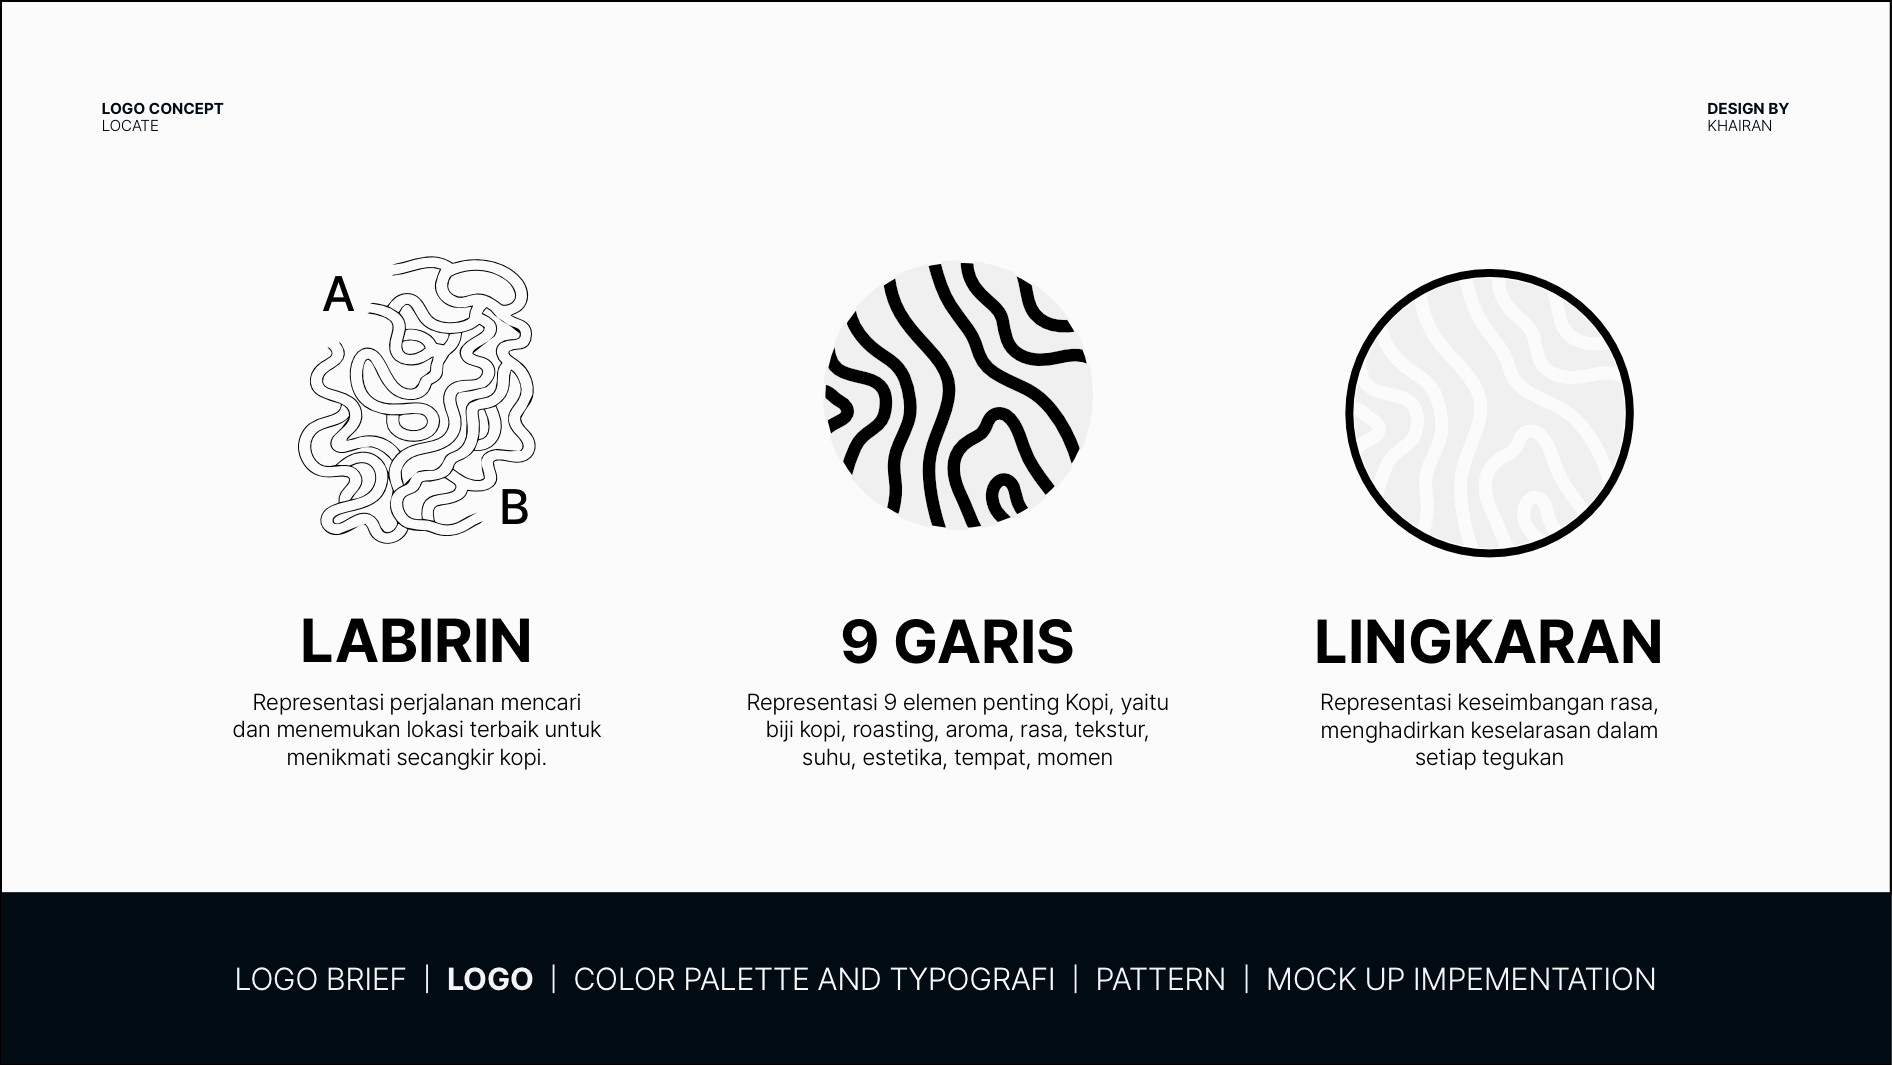 LOGO CONCEPT
LOCATE
DESIGN BY
KHAIRAN
A
B
LABIRIN
Representasi perjalanan mencari
dan menemukan lokasi terbaik untuk
menikmati secangkir kopi.
9 GARIS
Representasi 9 elemen penting Kopi, yaitu
biji kopi, roasting, aroma, rasa, tekstur,
suhu, estetika, tempat, momen
LINGKARAN
Representasi keseimbangan rasa,
menghadirkan keselarasan dalam
setiap tegukan
LOGO BRIEF | LOGO | COLOR PALETTE AND TYPOGRAFI | PATTERN | MOCK UP IMPEMENTATION